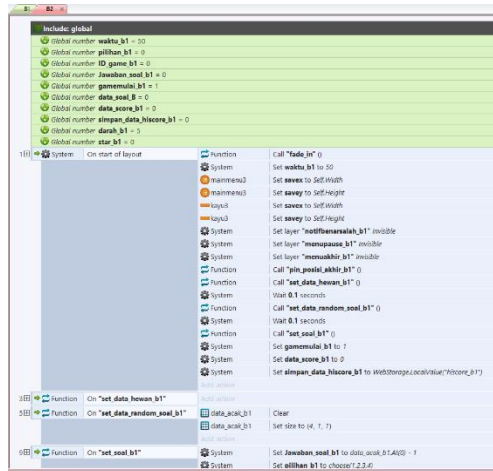 B1 B2 ×
Include: global
Global number waktu_b1 = 50
Global number pilihan_b1 = 0
Global number ID_game_b1 = 0
Global number Jawaban_soal_b1 = 0
Global number gamemulai_b1 = 1
Global number data_soal_B = 0
Global number data_score_b1 = 0
Global number simpan_data_hiscore_b1 = 0
Global number darah_b1 = 5
Global number star_b1 = 0
1 System On start of layout Function Call "fade_in" ()
System Set waktu_b1 to 50
mainmenu3 Set savex to Self.Width
mainmenu3 Set savey to Self.Height
kayu3 Set savex to Self.Width
kayu3 Set savey to Self.Height
System Set layer "notifbenarsalah_b1" Invisible
System Set layer "menupause_b1" Invisible
System Set layer "menuakhir_b1" Invisible
Function Call "pin_posisi_akhir_b1" ()
Function Call "set_data_hewan_b1" ()
System Wait 0.1 seconds
Function Call "set_data_random_soal_b1" ()
System Wait 0.1 seconds
Function Call "set_soal_b1" ()
System Set gamemulai_b1 to 1
System Set data_score_b1 to 0
System Set simpan_data_hiscore_b1 to WebStorage.LocalValue("hiscore_b1")
Add action
3 Function On "set_data_hewan_b1" Add action
5 Function On "set_data_random_soal_b1" data_acak_b1 Clear
data_acak_b1 Set size to (4, 1, 1)
Add action
9 Function On "set_soal_b1" System Set Jawaban_soal_b1 to data_acak_b1.At(0) - 1
System Set pilihan_b1 to choose(1,2,3,4)